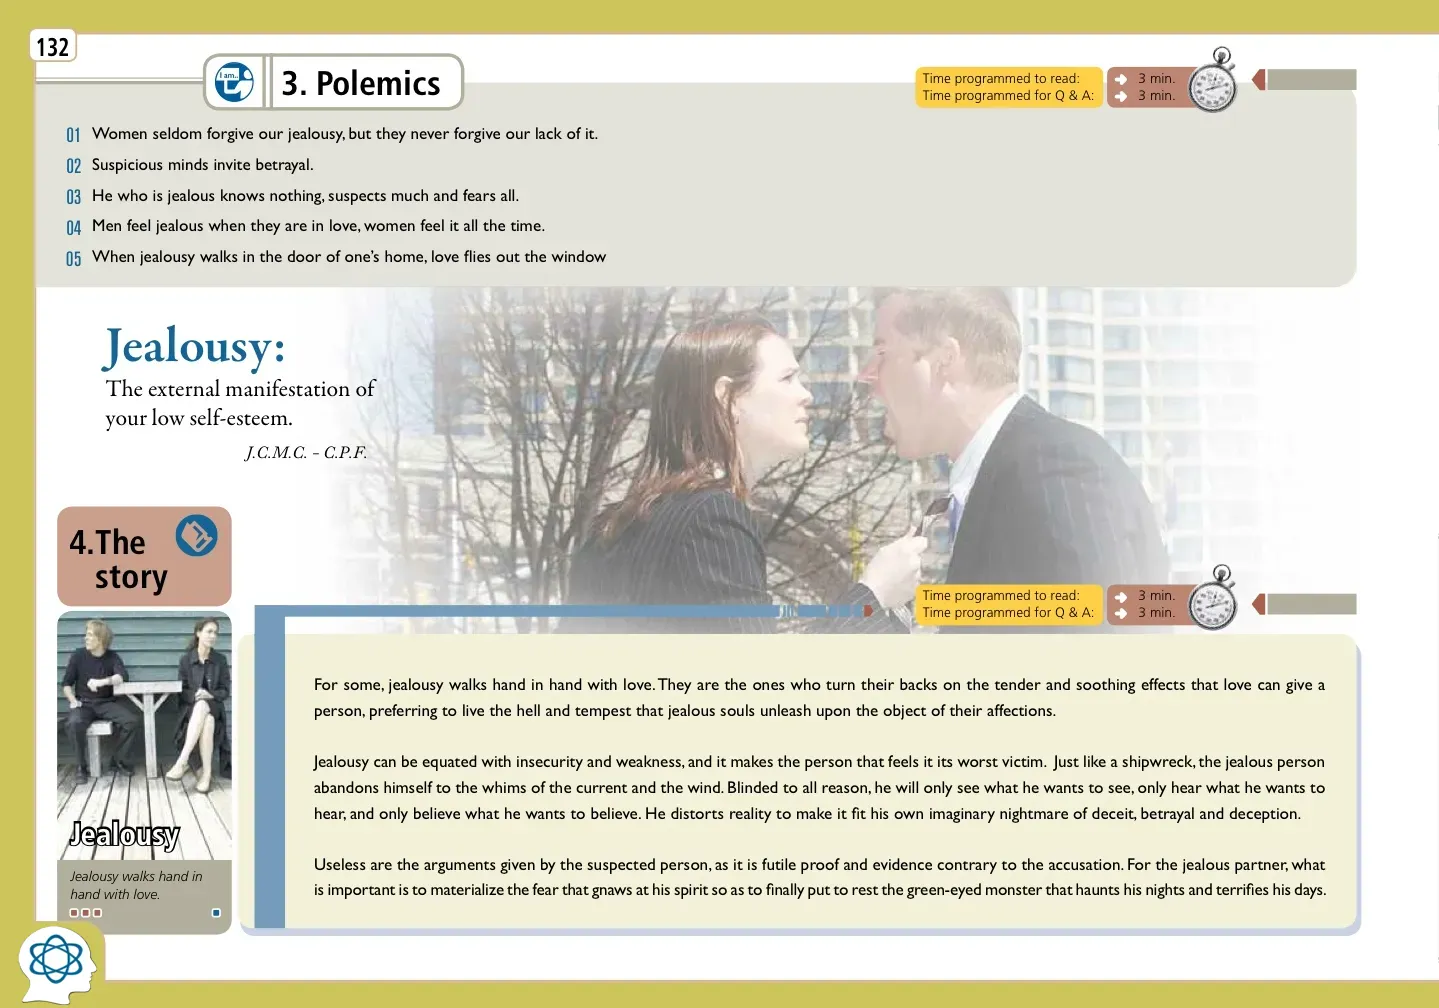 132
I am...
3. Polemics
Time programmed to read: 3 min.
Time programmed for Q & A: 3 min.
01 Women seldom forgive our jealousy, but they never forgive our lack of it.
02 Suspicious minds invite betrayal.
03 He who is jealous knows nothing, suspects much and fears all.
04 Men feel jealous when they are in love, women feel it all the time.
05 When jealousy walks in the door of one's home, love flies out the window
Jealousy:
The external manifestation of
your low self-esteem.
J.C.M.C. – C.P.F.
4.The
story
Time programmed to read: 3 min.
Time programmed for Q & A: 3 min.
Jealousy
Jealousy walks hand in
hand with love.
For some, jealousy walks hand in hand with love. They are the ones who turn their backs on the tender and soothing effects that love can give a
person, preferring to live the hell and tempest that jealous souls unleash upon the object of their affections.
Jealousy can be equated with insecurity and weakness, and it makes the person that feels it its worst victim. Just like a shipwreck, the jealous person
abandons himself to the whims of the current and the wind. Blinded to all reason, he will only see what he wants to see, only hear what he wants to
hear, and only believe what he wants to believe. He distorts reality to make it fit his own imaginary nightmare of deceit, betrayal and deception.
Useless are the arguments given by the suspected person, as it is futile proof and evidence contrary to the accusation. For the jealous partner, what
is important is to materialize the fear that gnaws at his spirit so as to finally put to rest the green-eyed monster that haunts his nights and terrifies his days.